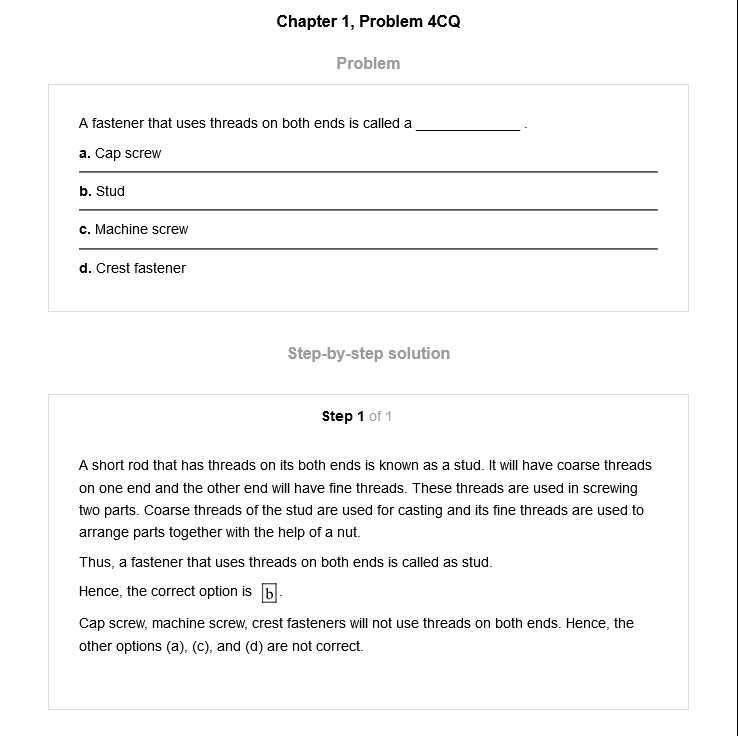 Chapter 1, Problem 4CQ
Problem
A fastener that uses threads on both ends is called a _____________ .
a. Cap screw
b. Stud
c. Machine screw
d. Crest fastener
Step-by-step solution
Step 1 of 1
A short rod that has threads on its both ends is known as a stud. It will have coarse threads
on one end and the other end will have fine threads. These threads are used in screwing
two parts. Coarse threads of the stud are used for casting and its fine threads are used to
arrange parts together with the help of a nut.
Thus, a fastener that uses threads on both ends is called as stud.
Hence, the correct option is b.
Cap screw, machine screw, crest fasteners will not use threads on both ends. Hence, the
other options (a), (c), and (d) are not correct.